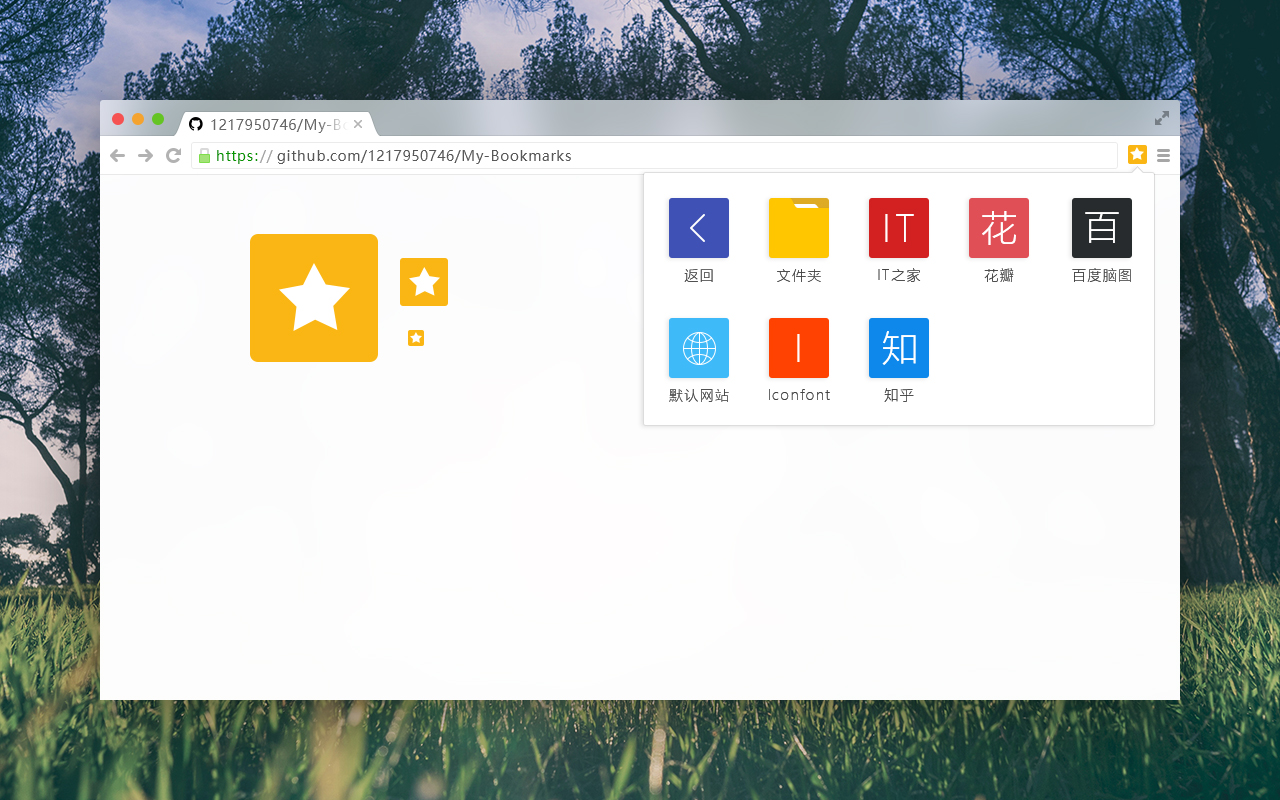 1217950746/My-Bo
https:// github.com/1217950746/My-Bookmarks
IT 花 百
返回 文件夹 IT之家 花瓣 百度脑图
I 知
默认网站 Iconfont 知乎